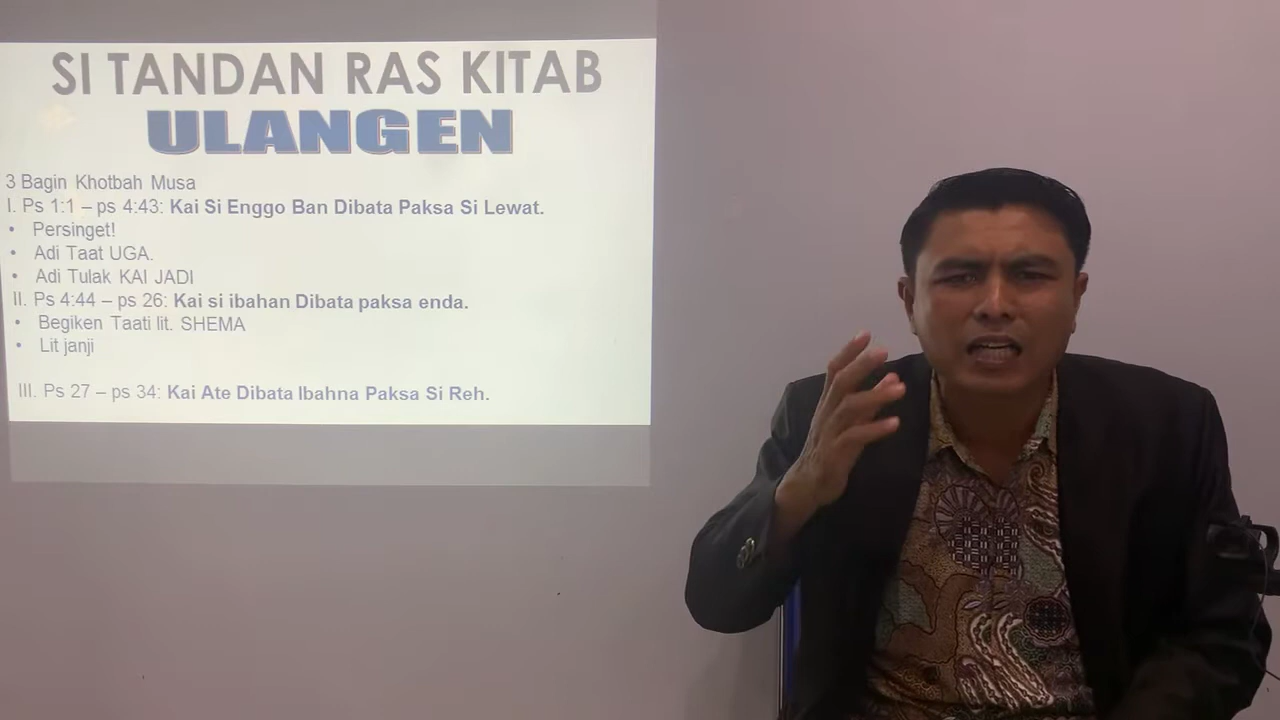 SI TANDAN RAS KITAB
ULANGEN
3 Bagin Khotbah Musa
I. Ps 1:1 – ps 4:43: Kai Si Enggo Ban Dibata Paksa Si Lewat.
• Persinget!
• Adi Taat UGA.
• Adi Tulak KAI JADI
II. Ps 4:44 – ps 26: Kai si ibahan Dibata paksa enda.
• Begiken Taati lit. SHEMA
• Lit janji
III. Ps 27 – ps 34: Kai Ate Dibata Ibahna Paksa Si Reh.